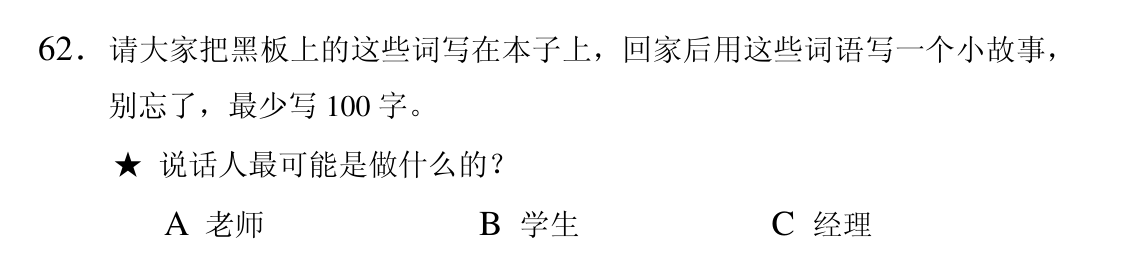 62．请大家把黑板上的这些词写在本子上，回家后用这些词语写一个小故事，
别忘了，最少写 100 字。
★ 说话人最可能是做什么的？
A 老师 B 学生 C 经理